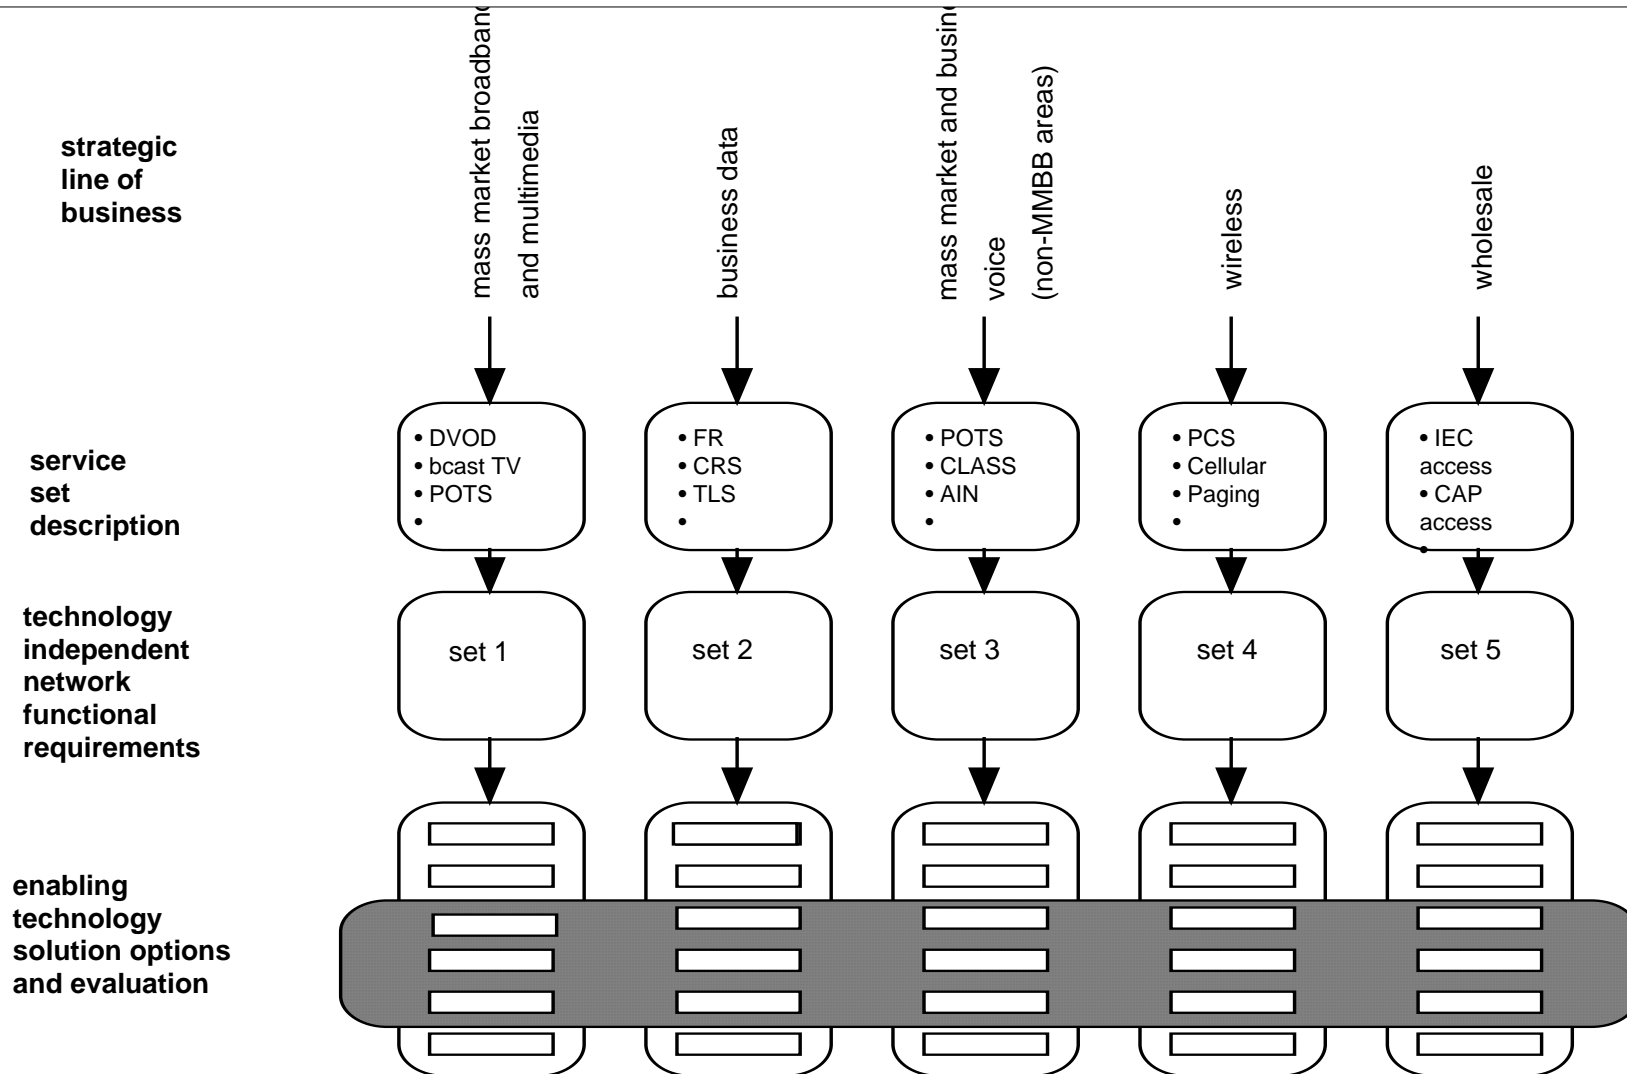 strategic
line of
business
mass market broadband
and multimedia
business data
mass market and busin
voice
(non-MMBB areas)
wireless
wholesale
service
set
description
• DVOD
• bcast TV
• POTS
•
• FR
• CRS
• TLS
•
• POTS
• CLASS
• AIN
•
• PCS
• Cellular
• Paging
•
• IEC
access
• CAP
access
•
technology
independent
network
functional
requirements
set 1
set 2
set 3
set 4
set 5
enabling
technology
solution options
and evaluation